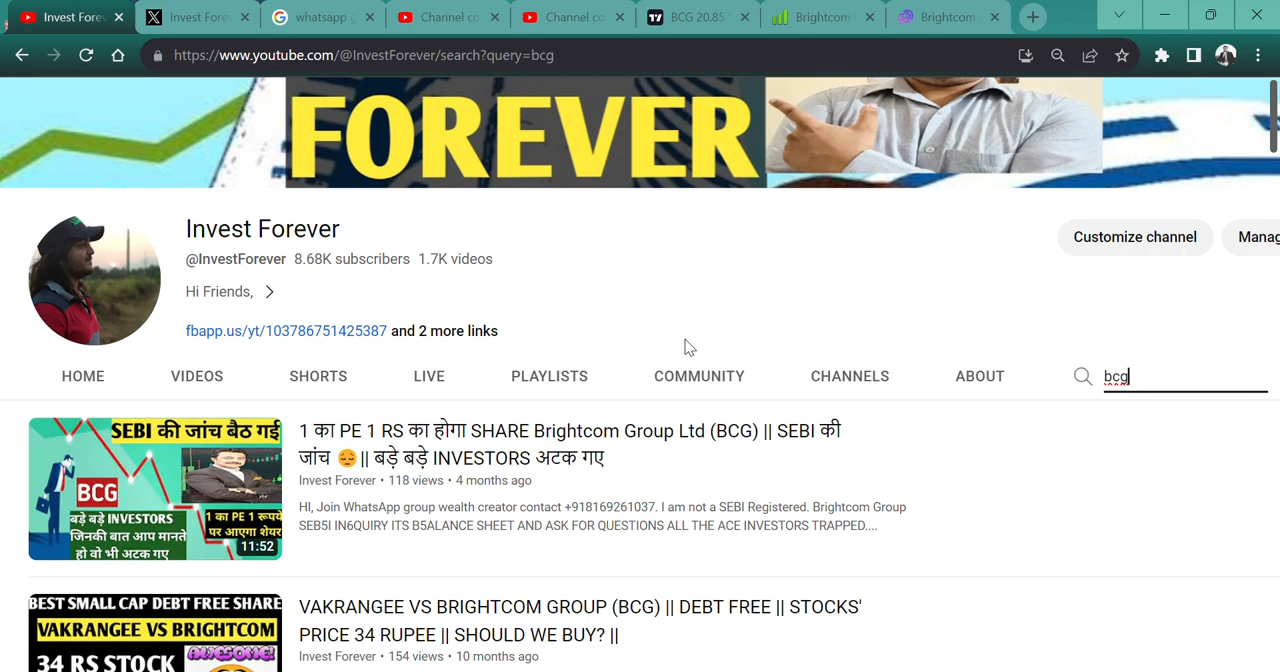 Invest Forev
Invest Fores
whatsapp g
Channel co
Channel co
BCG 20.85
Brightcom
Brightcom
https://www.youtube.com/@InvestForever/search?query=bcg
FOREVER
Invest Forever
@InvestForever 8.68K subscribers 1.7K videos
Customize channel
Manag
Hi Friends,
fbapp.us/yt/103786751425387 and 2 more links
HOME VIDEOS SHORTS LIVE PLAYLISTS COMMUNITY CHANNELS ABOUT bcg
SEBI की जांच बैठ गई
BCG
बड़े बड़े INVESTORS
जिनकी बात आप मानते
हो वो भी अटक गए
1 का PE 1 रूपये
पर आएगा शेयर
11:52
1 का PE 1 RS का होगा SHARE Brightcom Group Ltd (BCG) || SEBI की
जांच 😔 || बड़े बड़े INVESTORS अटक गए
Invest Forever • 118 views • 4 months ago
HI, Join WhatsApp group wealth creator contact +918169261037. I am not a SEBI Registered. Brightcom Group
SEB5I IN6QUIRY ITS B5ALANCE SHEET AND ASK FOR QUESTIONS ALL THE ACE INVESTORS TRAPPED....
BEST SMALL CAP DEBT FREE SHARE
VAKRANGEE VS BRIGHTCOM
34 RS STOCK
AWESOME
VAKRANGEE VS BRIGHTCOM GROUP (BCG) || DEBT FREE || STOCKS'
PRICE 34 RUPEE || SHOULD WE BUY? ||
Invest Forever • 154 views • 10 months ago